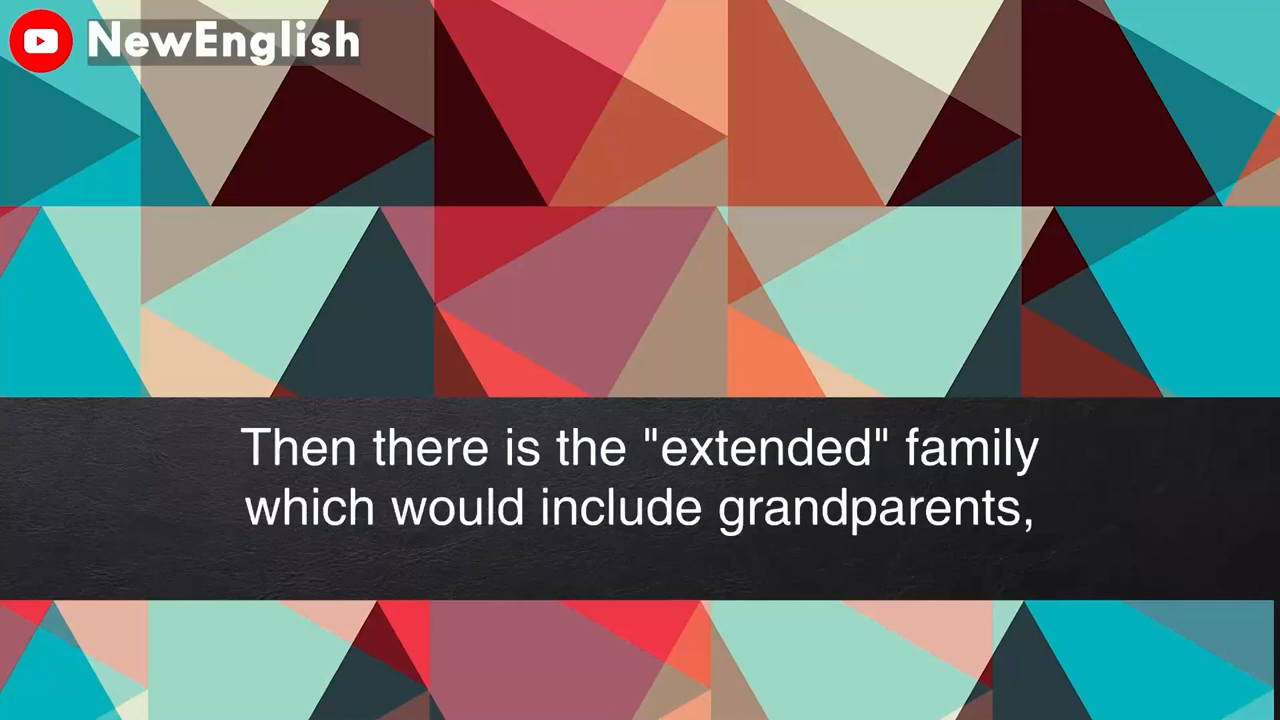 NewEnglish
Then there is the "extended" family
which would include grandparents,